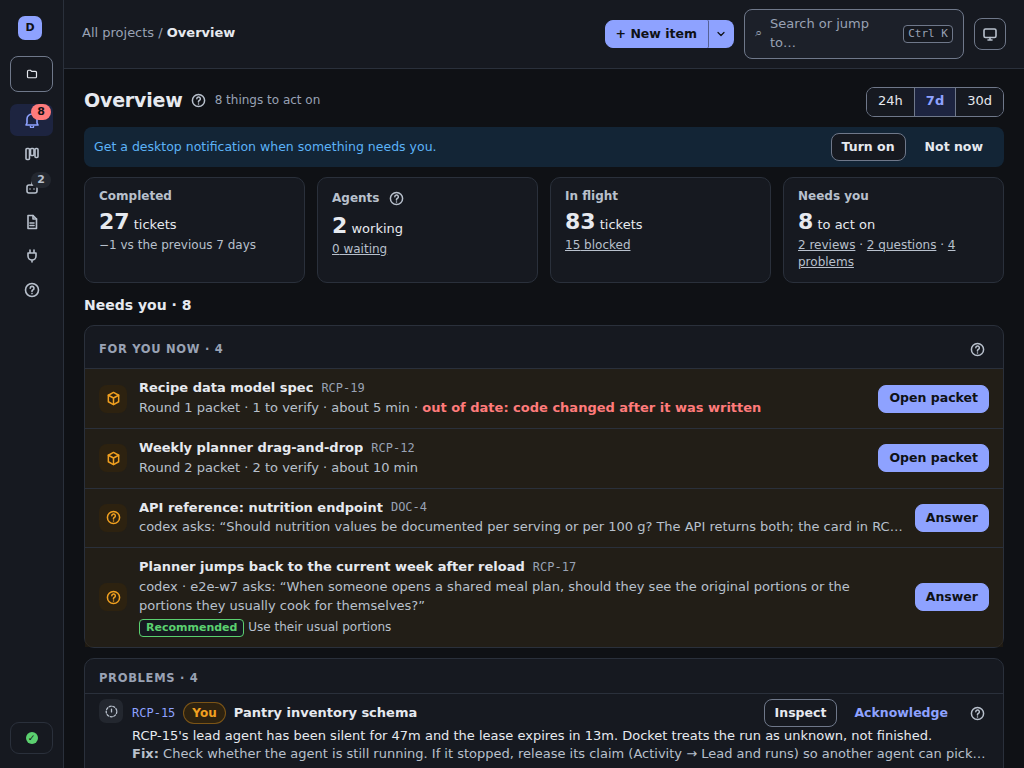 D
All projects / Overview
+ New item
Search or jump to…
Ctrl K
8
2
Overview
8 things to act on
24h 7d 30d
Get a desktop notification when something needs you.
Turn on
Not now
Completed
27 tickets
−1 vs the previous 7 days
Agents
2 working
0 waiting
In flight
83 tickets
15 blocked
Needs you
8 to act on
2 reviews · 2 questions · 4
problems
Needs you · 8
FOR YOU NOW · 4
Recipe data model spec RCP-19
Round 1 packet · 1 to verify · about 5 min · out of date: code changed after it was written
Open packet
Weekly planner drag-and-drop RCP-12
Round 2 packet · 2 to verify · about 10 min
Open packet
API reference: nutrition endpoint DOC-4
codex asks: “Should nutrition values be documented per serving or per 100 g? The API returns both; the card in RC…
Answer
Planner jumps back to the current week after reload RCP-17
codex · e2e-w7 asks: “When someone opens a shared meal plan, should they see the original portions or the
portions they usually cook for themselves?”
Recommended Use their usual portions
Answer
PROBLEMS · 4
RCP-15 You Pantry inventory schema
Inspect
Acknowledge
RCP-15's lead agent has been silent for 47m and the lease expires in 13m. Docket treats the run as unknown, not finished.
Fix: Check whether the agent is still running. If it stopped, release its claim (Activity → Lead and runs) so another agent can pick…